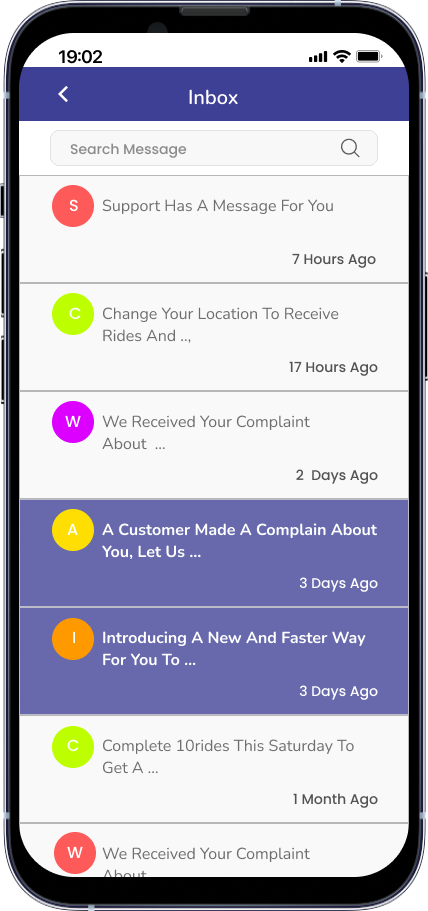 19:02
Inbox
Search Message
S
Support Has A Message For You
7 Hours Ago
C
Change Your Location To Receive
Rides And ..,
17 Hours Ago
W
We Received Your Complaint
About ...
2 Days Ago
A
A Customer Made A Complain About
You, Let Us ...
3 Days Ago
I
Introducing A New And Faster Way
For You To ...
3 Days Ago
C
Complete 10rides This Saturday To
Get A ...
1 Month Ago
W
We Received Your Complaint
About